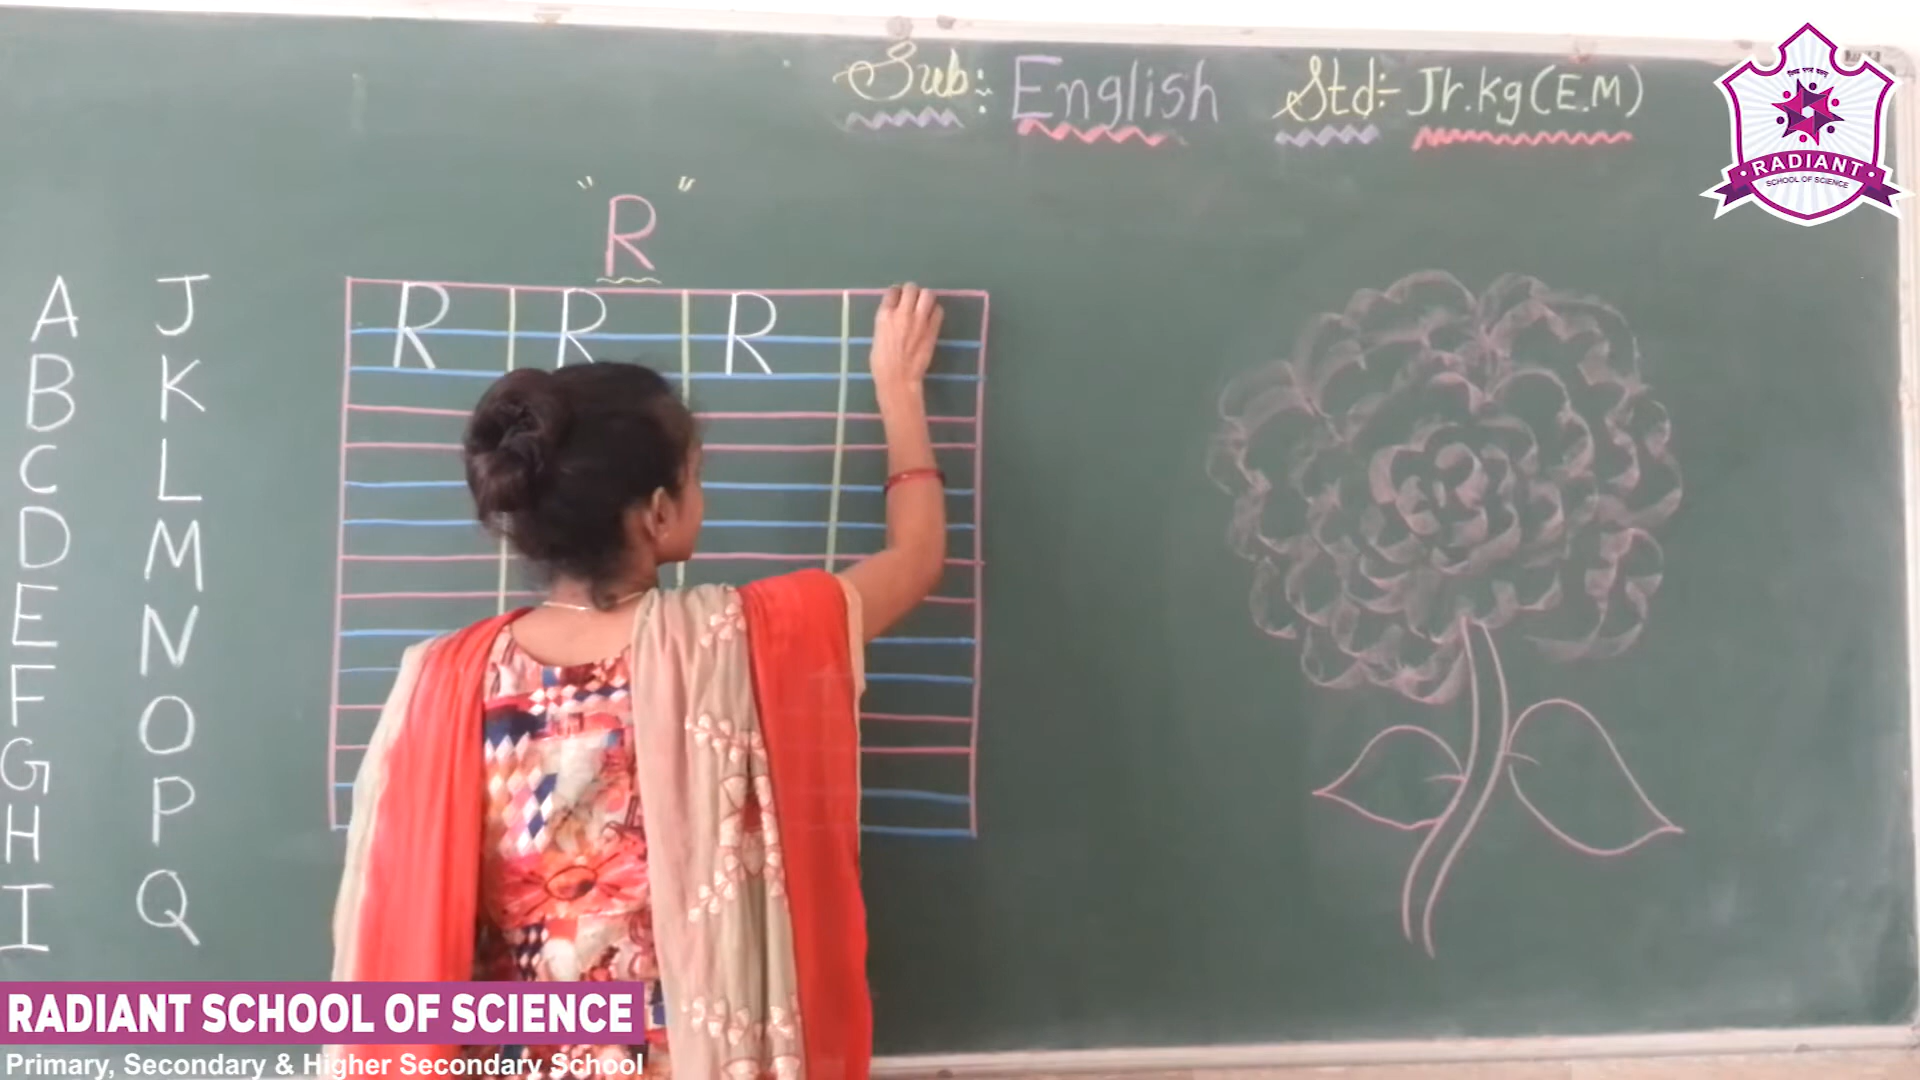 Sub: English Std:- Jr.Kg(E.M)
RADIANT
SCHOOL OF SCIENCE
" R "
R R R
A J
B K
C L
D M
E N
F O
G P
H Q
I
RADIANT SCHOOL OF SCIENCE
Primary, Secondary & Higher Secondary School